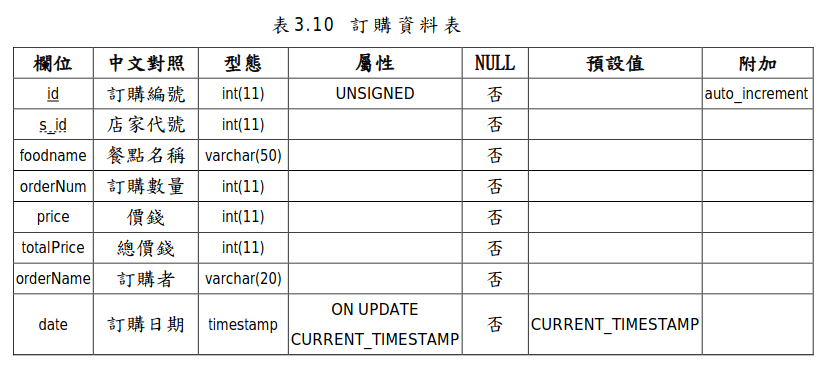 表3.10 訂購資料表
欄位 中文對照 型態 屬性 NULL 預設值 附加
id 訂購編號 int(11) UNSIGNED 否 auto_increment
s_id 店家代號 int(11) 否
foodname 餐點名稱 varchar(50) 否
orderNum 訂購數量 int(11) 否
price 價錢 int(11) 否
totalPrice 總價錢 int(11) 否
orderName 訂購者 varchar(20) 否
date 訂購日期 timestamp ON UPDATE CURRENT_TIMESTAMP 否 CURRENT_TIMESTAMP